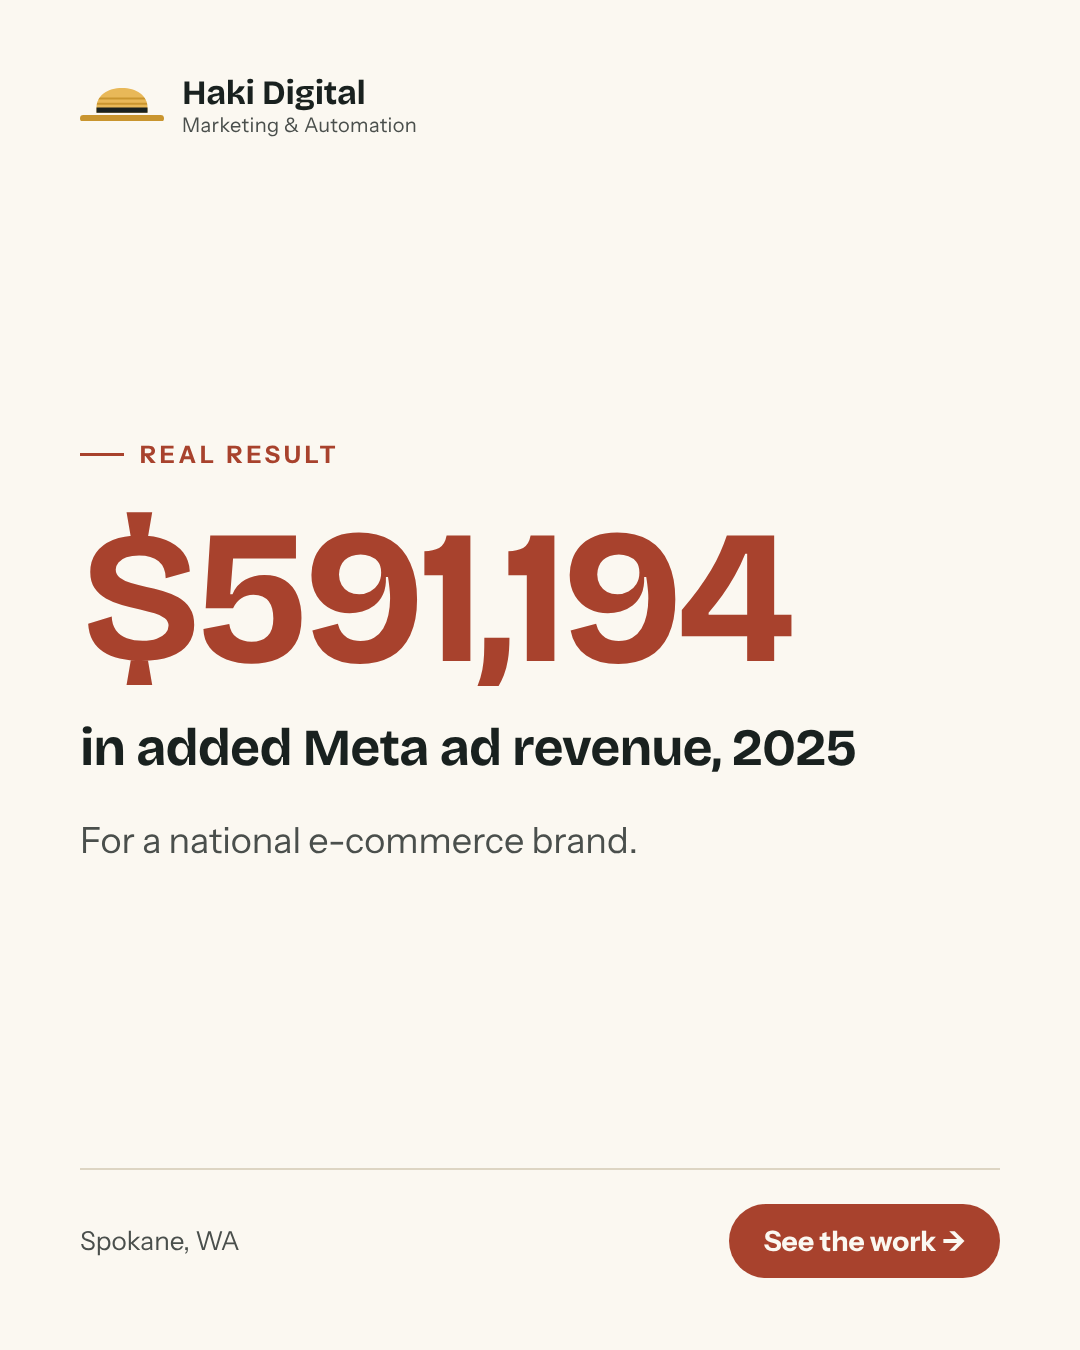 Haki Digital
Marketing & Automation
REAL RESULT
$591,194
in added Meta ad revenue, 2025
For a national e-commerce brand.
Spokane, WA
See the work →